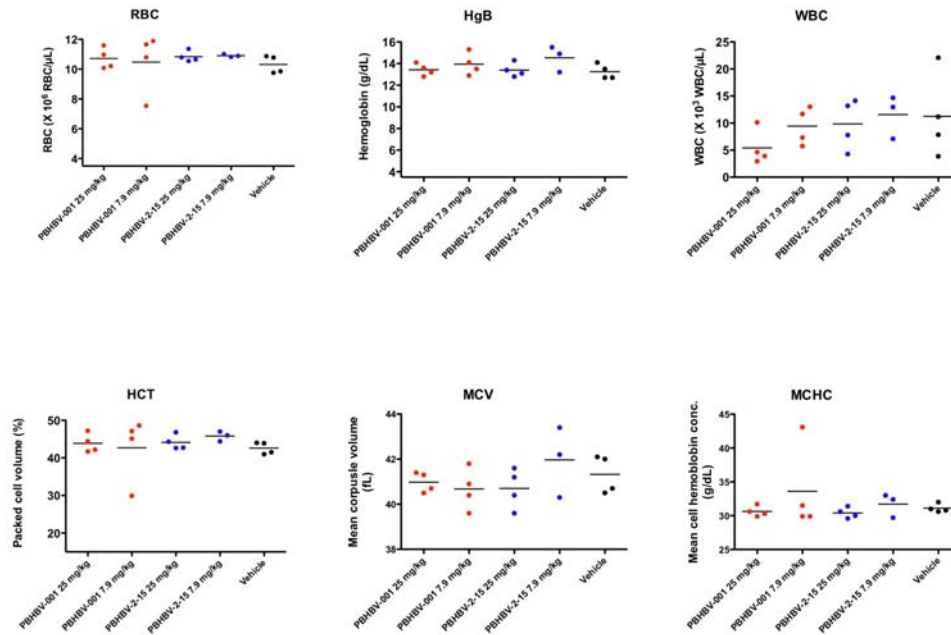 RBC
RBC (X 10⁶ RBC/μL)
12
10
8
6
4
PBHBV-001 25 mg/kg
PBHBV-001 7.9 mg/kg
PBHBV-2-15 25 mg/kg
PBHBV-2-15 7.9 mg/kg
Vehicle
HgB
Hemoglobin (g/dL)
16
14
12
10
8
6
4
PBHBV-001 25 mg/kg
PBHBV-001 7.9 mg/kg
PBHBV-2-15 25 mg/kg
PBHBV-2-15 7.9 mg/kg
Vehicle
WBC
WBC (X 10³ WBC/μL)
25
20
15
10
5
0
PBHBV-001 25 mg/kg
PBHBV-001 7.9 mg/kg
PBHBV-2-15 25 mg/kg
PBHBV-2-15 7.9 mg/kg
Vehicle
HCT
Packed cell volume (%)
50
40
30
20
PBHBV-001 25 mg/kg
PBHBV-001 7.9 mg/kg
PBHBV-2-15 25 mg/kg
PBHBV-2-15 7.9 mg/kg
Vehicle
MCV
Mean corpusle volume
(fL)
44
42
40
38
PBHBV-001 25 mg/kg
PBHBV-001 7.9 mg/kg
PBHBV-2-15 25 mg/kg
PBHBV-2-15 7.9 mg/kg
Vehicle
MCHC
Mean cell hemoblobin conc.
(g/dL)
45
40
35
30
25
PBHBV-001 25 mg/kg
PBHBV-001 7.9 mg/kg
PBHBV-2-15 25 mg/kg
PBHBV-2-15 7.9 mg/kg
Vehicle